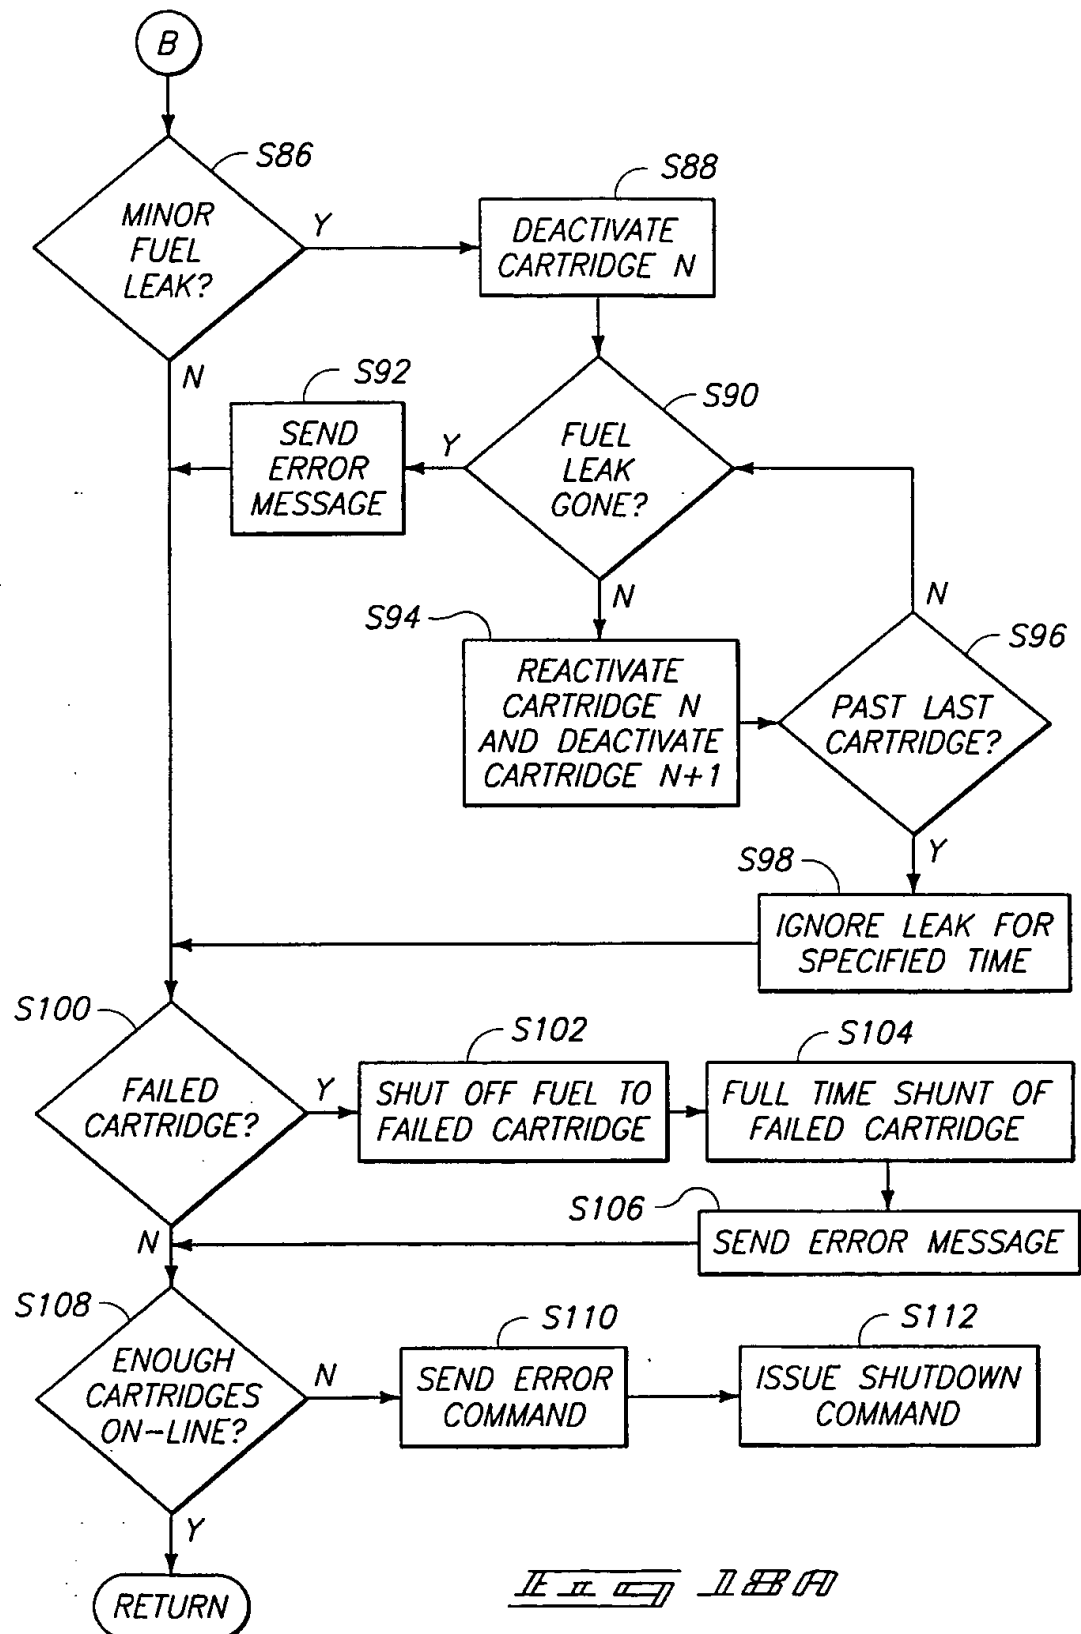 B
S86
MINOR
FUEL
LEAK?
Y
N
S88
DEACTIVATE
CARTRIDGE N
S92
SEND
ERROR
MESSAGE
Y
S90
FUEL
LEAK
GONE?
N
S94
REACTIVATE
CARTRIDGE N
AND DEACTIVATE
CARTRIDGE N+1
N
S96
PAST LAST
CARTRIDGE?
Y
S98
IGNORE LEAK FOR
SPECIFIED TIME
S100
FAILED
CARTRIDGE?
Y
N
S102
SHUT OFF FUEL TO
FAILED CARTRIDGE
S104
FULL TIME SHUNT OF
FAILED CARTRIDGE
S106
SEND ERROR MESSAGE
S108
ENOUGH
CARTRIDGES
ON-LINE?
N
Y
S110
SEND ERROR
COMMAND
S112
ISSUE SHUTDOWN
COMMAND
RETURN
FIG 18A